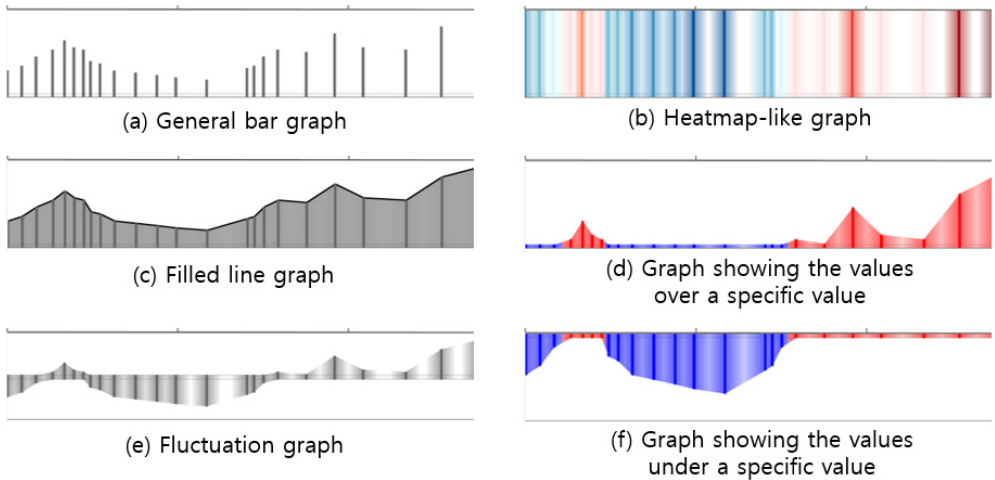 (a) General bar graph
(b) Heatmap-like graph
(c) Filled line graph
(d) Graph showing the values
over a specific value
(e) Fluctuation graph
(f) Graph showing the values
under a specific value